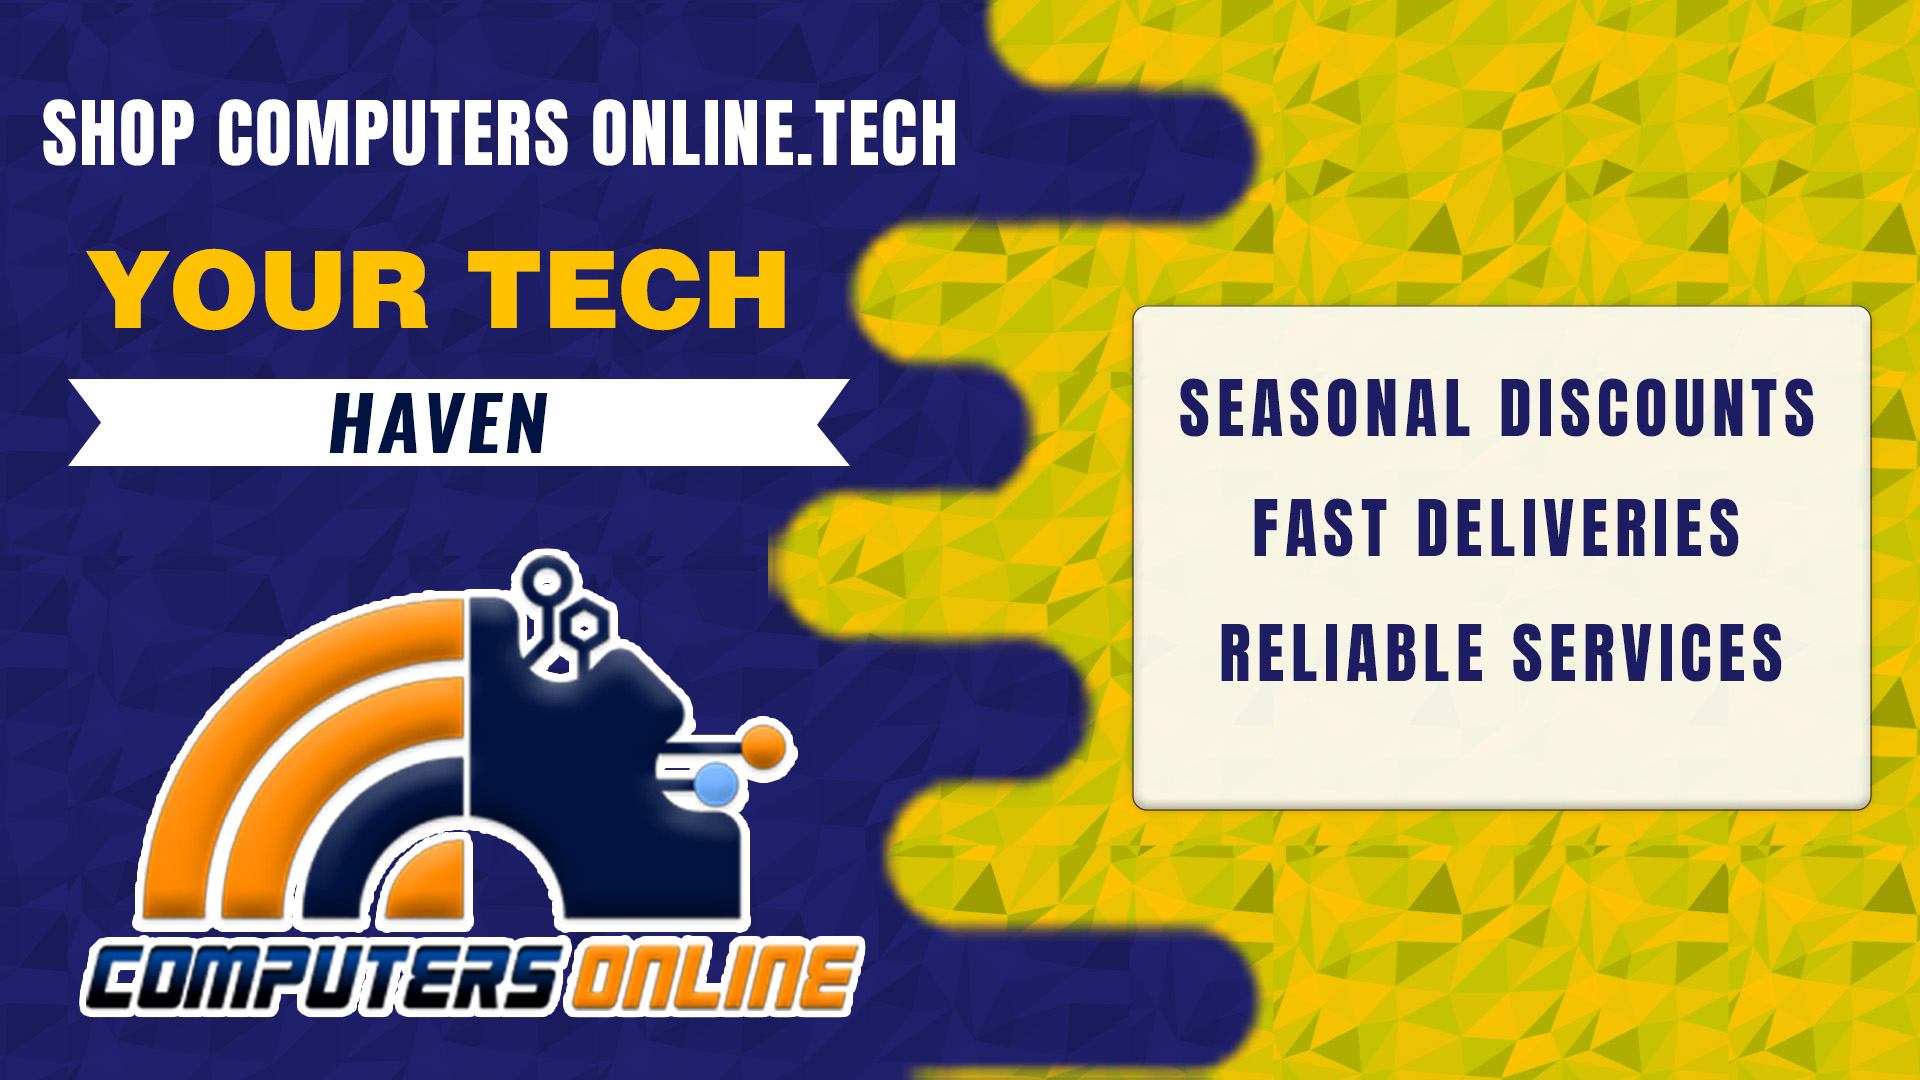 SHOP COMPUTERS ONLINE.TECH
YOUR TECH
HAVEN
COMPUTERS ONLINE
SEASONAL DISCOUNTS
FAST DELIVERIES
RELIABLE SERVICES